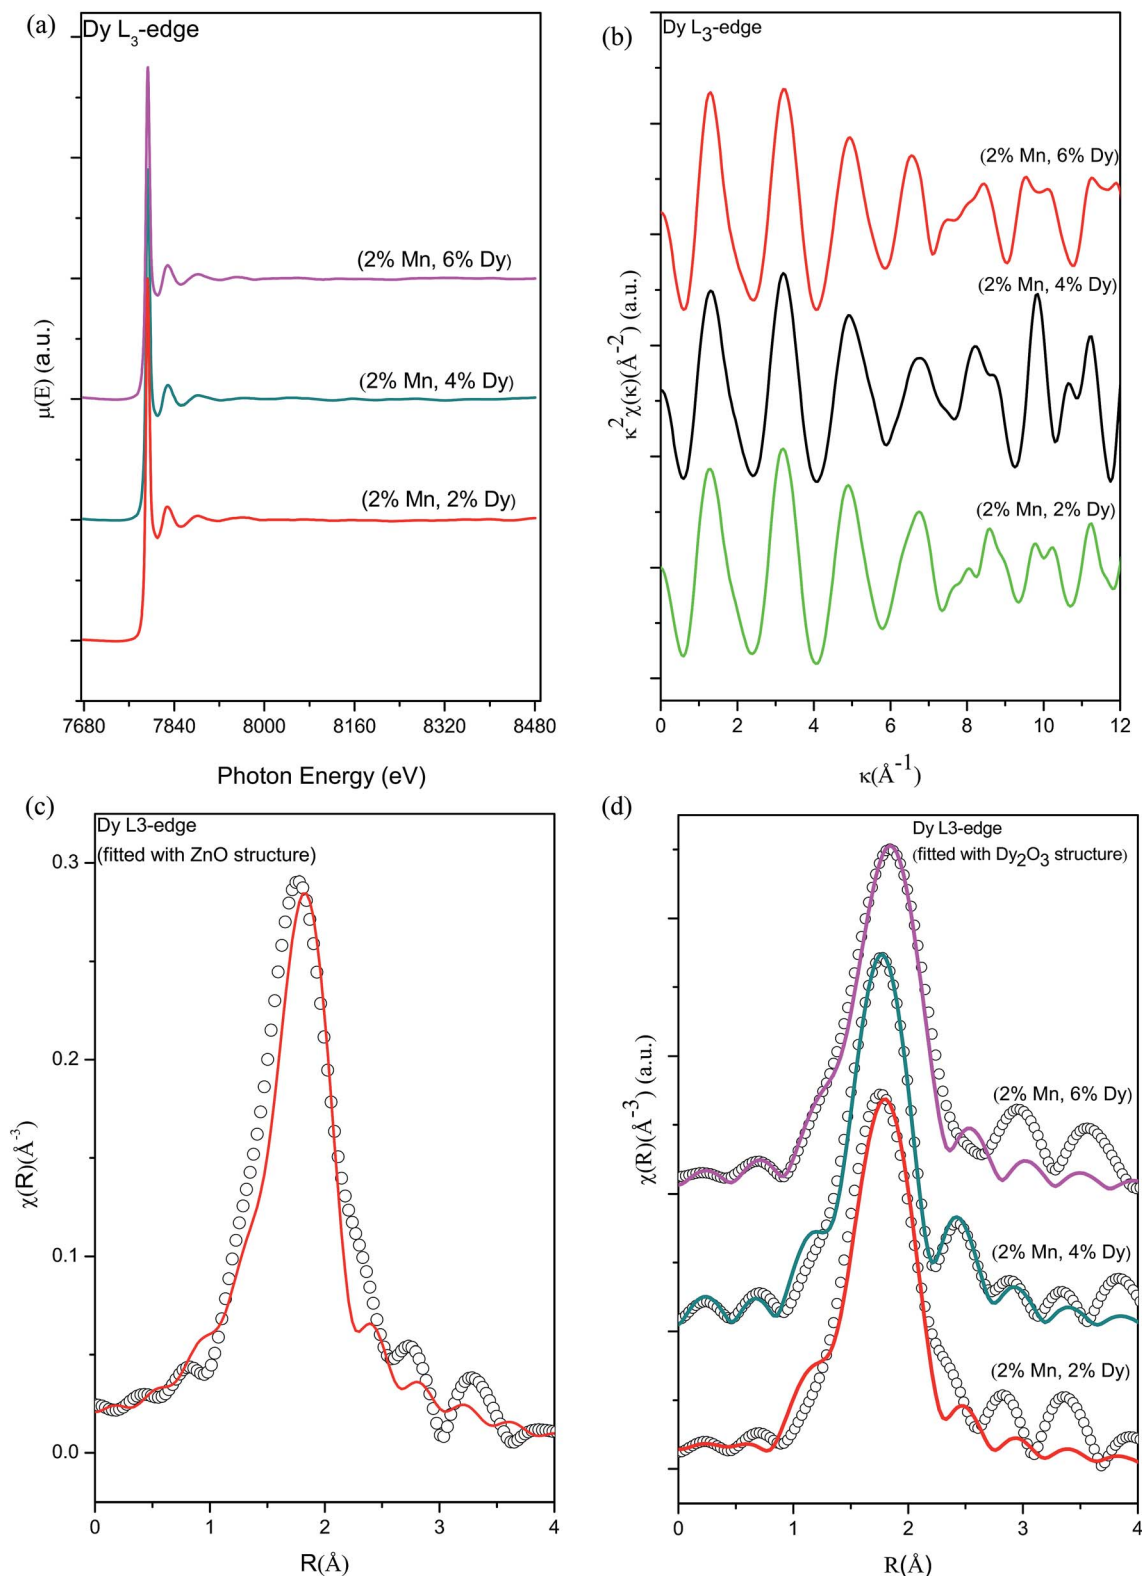 (a)
Dy L₃-edge
(2% Mn, 6% Dy)
(2% Mn, 4% Dy)
(2% Mn, 2% Dy)
μ(E) (a.u.)
7680 7840 8000 8160 8320 8480
Photon Energy (eV)
(b)
Dy L₃-edge
(2% Mn, 6% Dy)
(2% Mn, 4% Dy)
(2% Mn, 2% Dy)
κ²χ(κ)(Å⁻²) (a.u.)
0 2 4 6 8 10 12
κ(Å⁻¹)
(c)
Dy L3-edge
(fitted with ZnO structure)
0.3
0.2
0.1
0.0
χ(R)(Å⁻³)
0 1 2 3 4
R(Å)
(d)
Dy L3-edge
(fitted with Dy₂O₃ structure)
(2% Mn, 6% Dy)
(2% Mn, 4% Dy)
(2% Mn, 2% Dy)
χ(R)(Å⁻³) (a.u.)
0 1 2 3 4
R(Å)